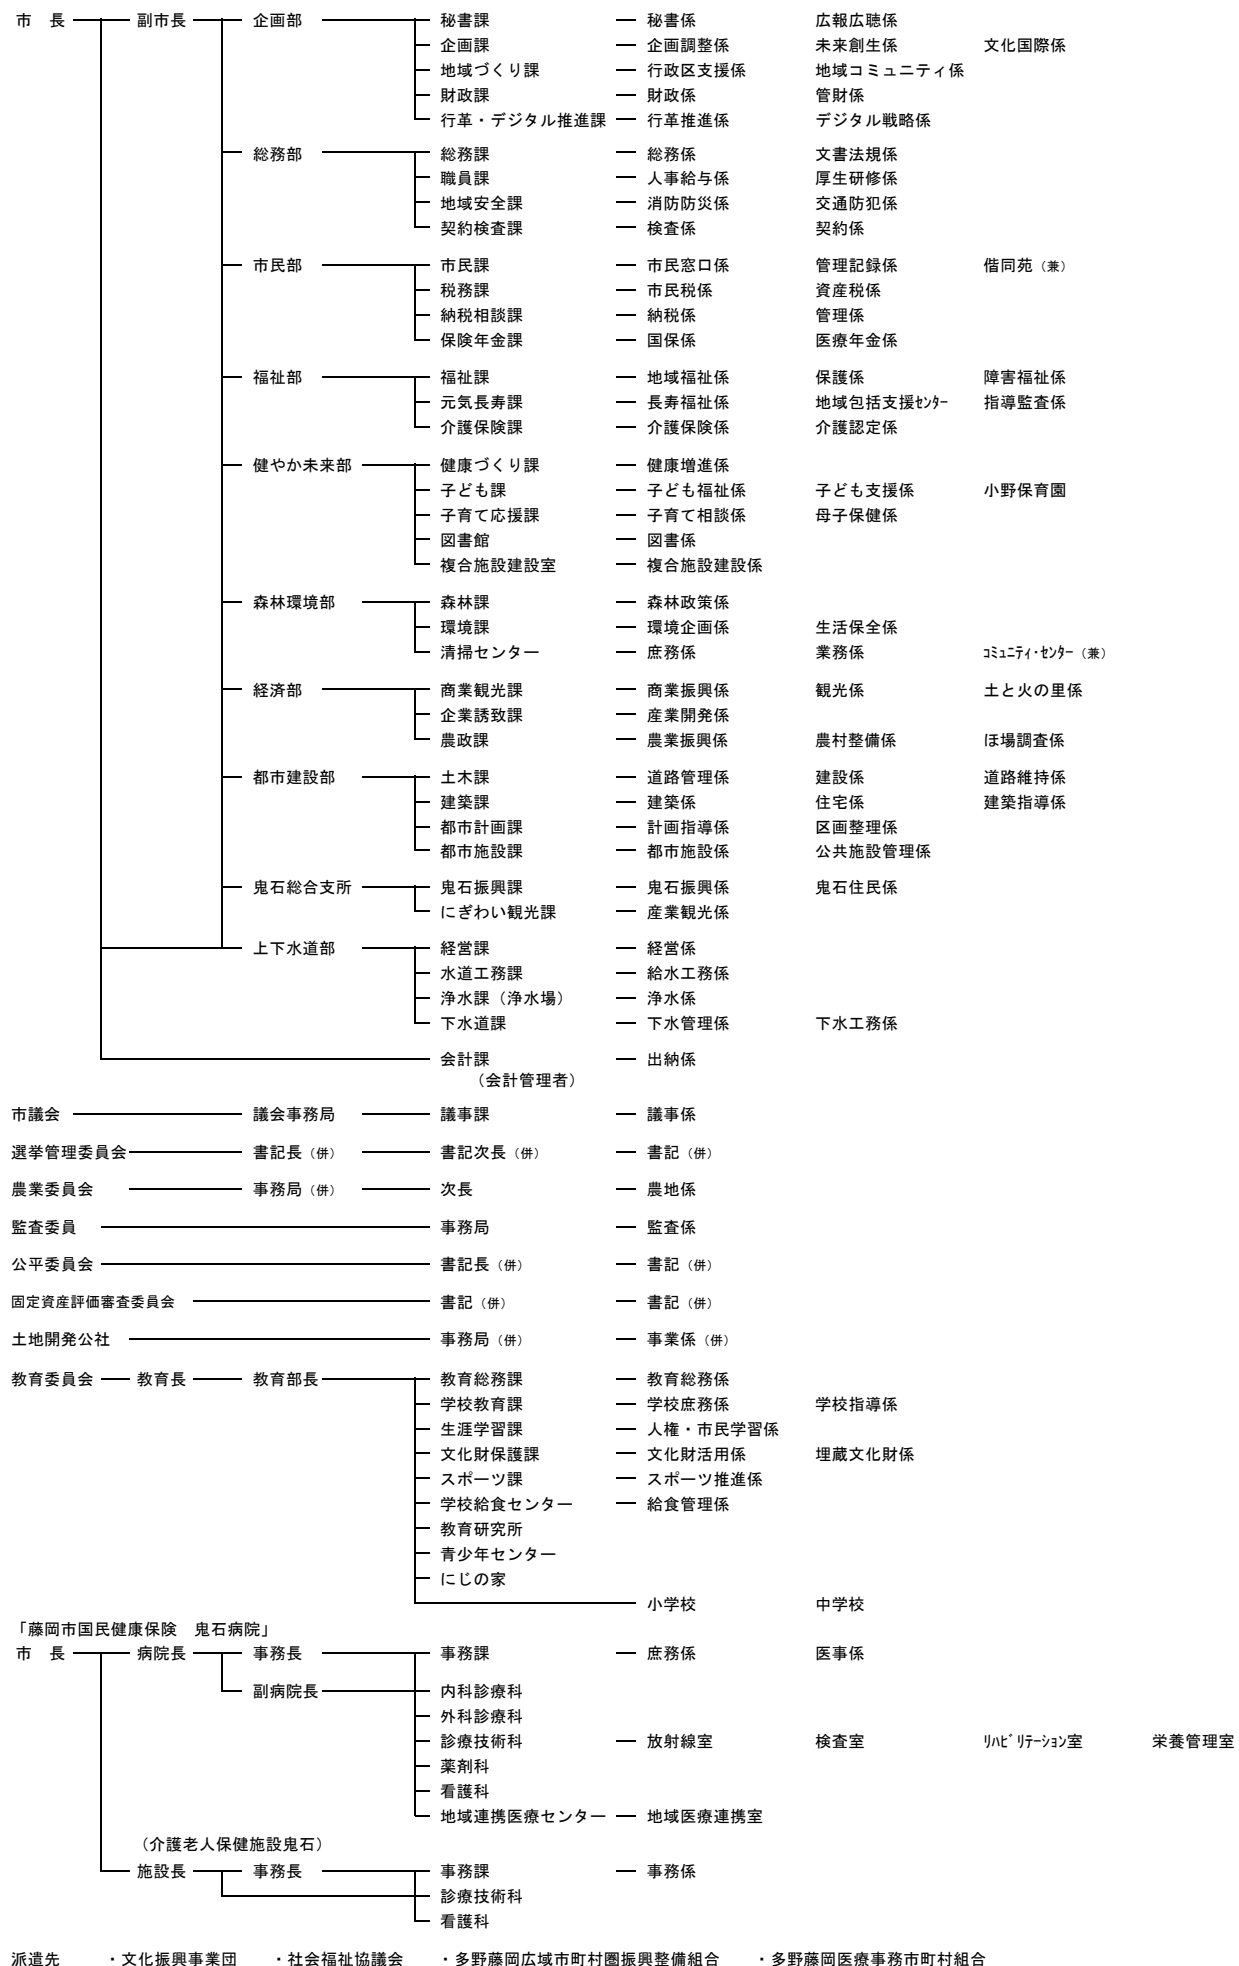 市　長 副市長 企画部 秘書課 秘書係 広報広聴係
企画課 企画調整係 未来創生係 文化国際係
地域づくり課 行政区支援係 地域コミュニティ係
財政課 財政係 管財係
行革・デジタル推進課 行革推進係 デジタル戦略係
総務部 総務課 総務係 文書法規係
職員課 人事給与係 厚生研修係
地域安全課 消防防災係 交通防犯係
契約検査課 検査係 契約係
市民部 市民課 市民窓口係 管理記録係 偕同苑（兼）
税務課 市民税係 資産税係
納税相談課 納税係 管理係
保険年金課 国保係 医療年金係
福祉部 福祉課 地域福祉係 保護係 障害福祉係
元気長寿課 長寿福祉係 地域包括支援ｾﾝﾀｰ 指導監査係
介護保険課 介護保険係 介護認定係
健やか未来部 健康づくり課 健康増進係
子ども課 子ども福祉係 子ども支援係 小野保育園
子育て応援課 子育て相談係 母子保健係
図書館 図書係
複合施設建設室 複合施設建設係
森林環境部 森林課 森林政策係
環境課 環境企画係 生活保全係
清掃センター 庶務係 業務係 ｺﾐｭﾆﾃｨ･ｾﾝﾀｰ（兼）
経済部 商業観光課 商業振興係 観光係 土と火の里係
企業誘致課 産業開発係
農政課 農業振興係 農村整備係 ほ場調査係
都市建設部 土木課 道路管理係 建設係 道路維持係
建築課 建築係 住宅係 建築指導係
都市計画課 計画指導係 区画整理係
都市施設課 都市施設係 公共施設管理係
鬼石総合支所 鬼石振興課 鬼石振興係 鬼石住民係
にぎわい観光課 産業観光係
上下水道部 経営課 経営係
水道工務課 給水工務係
浄水課（浄水場） 浄水係
下水道課 下水管理係 下水工務係
会計課 出納係
（会計管理者）
市議会 議会事務局 議事課 議事係
選挙管理委員会 書記長（併） 書記次長（併） 書記（併）
農業委員会 事務局（併） 次長 農地係
監査委員 事務局 監査係
公平委員会 書記長（併） 書記（併）
固定資産評価審査委員会 書記（併） 書記（併）
土地開発公社 事務局（併） 事業係（併）
教育委員会 教育長 教育部長 教育総務課 教育総務係
学校教育課 学校庶務係 学校指導係
生涯学習課 人権・市民学習係
文化財保護課 文化財活用係 埋蔵文化財係
スポーツ課 スポーツ推進係
学校給食センター 給食管理係
教育研究所
青少年センター
にじの家
小学校 中学校
「藤岡市国民健康保険　鬼石病院」
市　長 病院長 事務長 事務課 庶務係 医事係
副病院長 内科診療科
外科診療科
診療技術科 放射線室 検査室 ﾘﾊﾋﾞﾘﾃｰｼｮﾝ室 栄養管理室
薬剤科
看護科
地域連携医療センター 地域医療連携室
（介護老人保健施設鬼石）
施設長 事務長 事務課 事務係
診療技術科
看護科
派遣先 ・文化振興事業団 ・社会福祉協議会 ・多野藤岡広域市町村圏振興整備組合 ・多野藤岡医療事務市町村組合